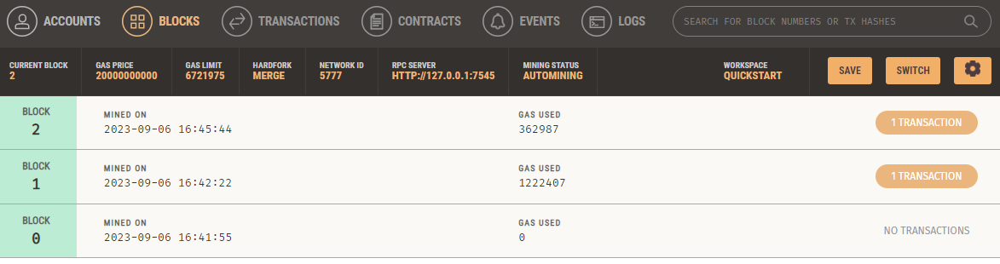 ACCOUNTS BLOCKS TRANSACTIONS CONTRACTS EVENTS LOGS SEARCH FOR BLOCK NUMBERS OR TX HASHES
CURRENT BLOCK GAS PRICE GAS LIMIT HARDFORK NETWORK ID RPC SERVER MINING STATUS WORKSPACE
2 20000000000 6721975 MERGE 5777 HTTP://127.0.0.1:7545 AUTOMINING QUICKSTART SAVE SWITCH
BLOCK MINED ON GAS USED
2 2023-09-06 16:45:44 362987 1 TRANSACTION
BLOCK MINED ON GAS USED
1 2023-09-06 16:42:22 1222407 1 TRANSACTION
BLOCK MINED ON GAS USED
0 2023-09-06 16:41:55 0 NO TRANSACTIONS